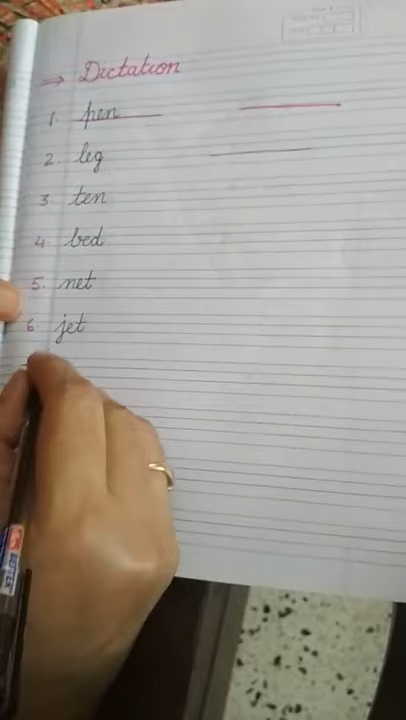 ⇒ Dictation
1. pen
2. leg
3. ten
4. bed
5. net
6. jet